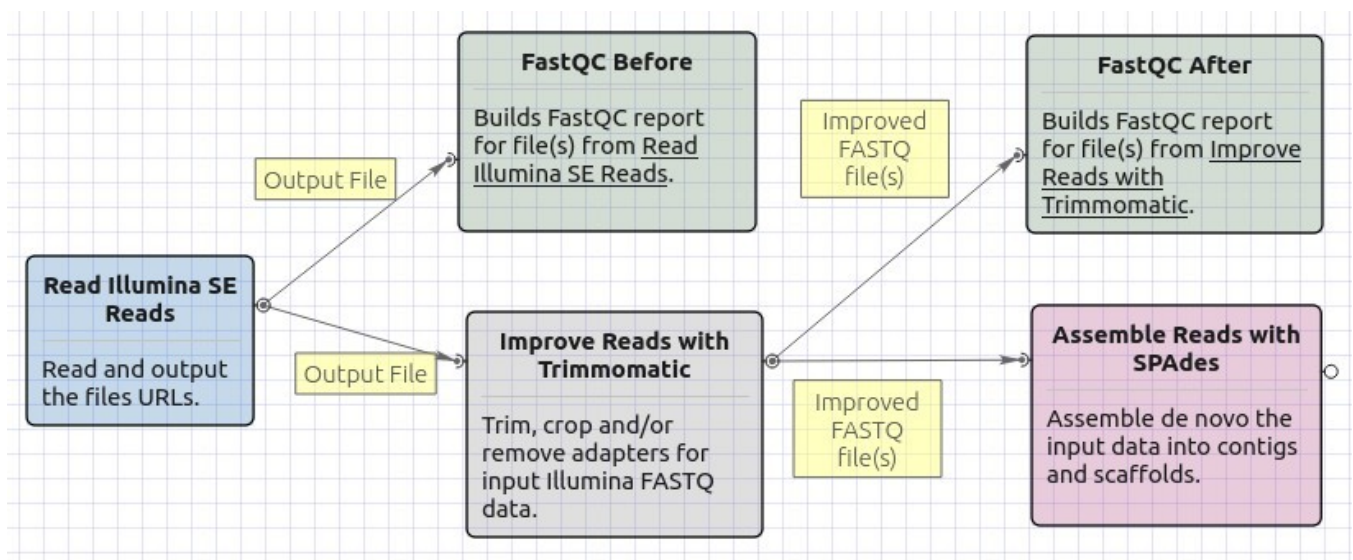 FastQC Before
Builds FastQC report
for file(s) from Read
Illumina SE Reads.
FastQC After
Builds FastQC report
for file(s) from Improve
Reads with
Trimmomatic.
Improved
FASTQ
file(s)
Output File
Read Illumina SE
Reads
Read and output
the files URLs.
Output File
Improve Reads with
Trimmomatic
Trim, crop and/or
remove adapters for
input Illumina FASTQ
data.
Improved
FASTQ
file(s)
Assemble Reads with
SPAdes
Assemble de novo the
input data into contigs
and scaffolds.